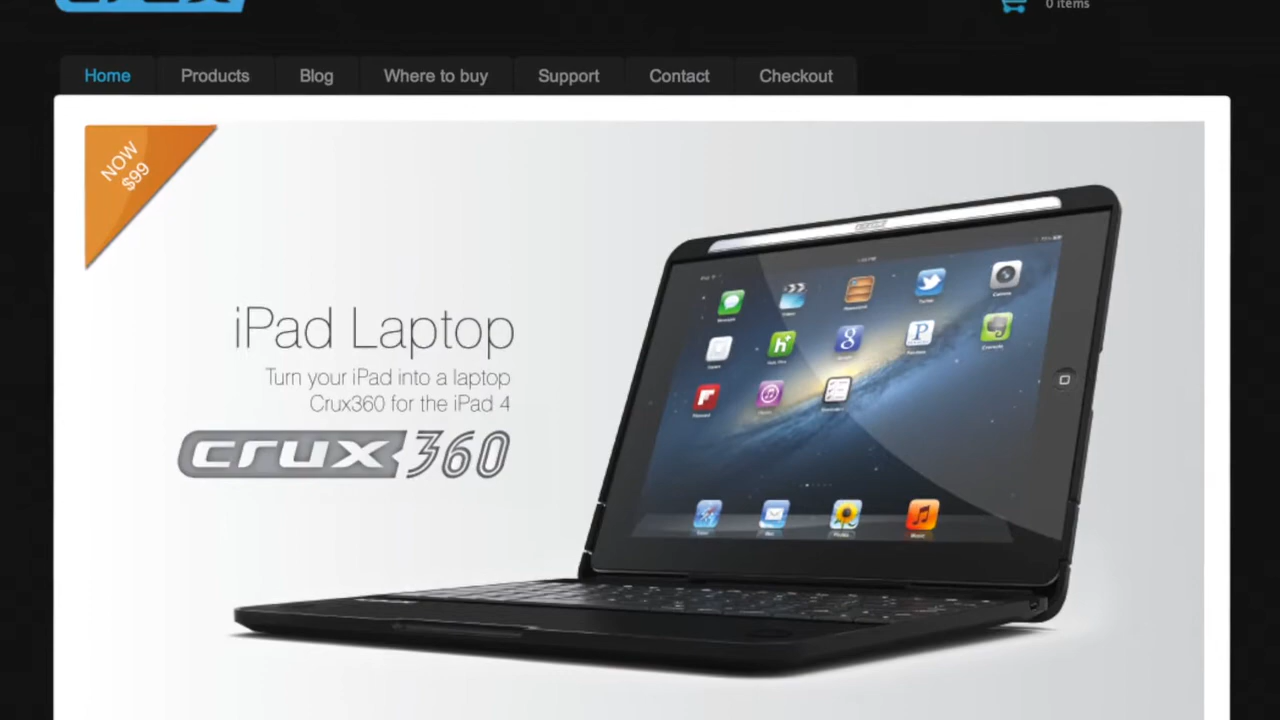 crux
0 items
Home Products Blog Where to buy Support Contact Checkout
NOW
$99
iPad Laptop
Turn your iPad into a laptop
Crux360 for the iPad 4
crux360